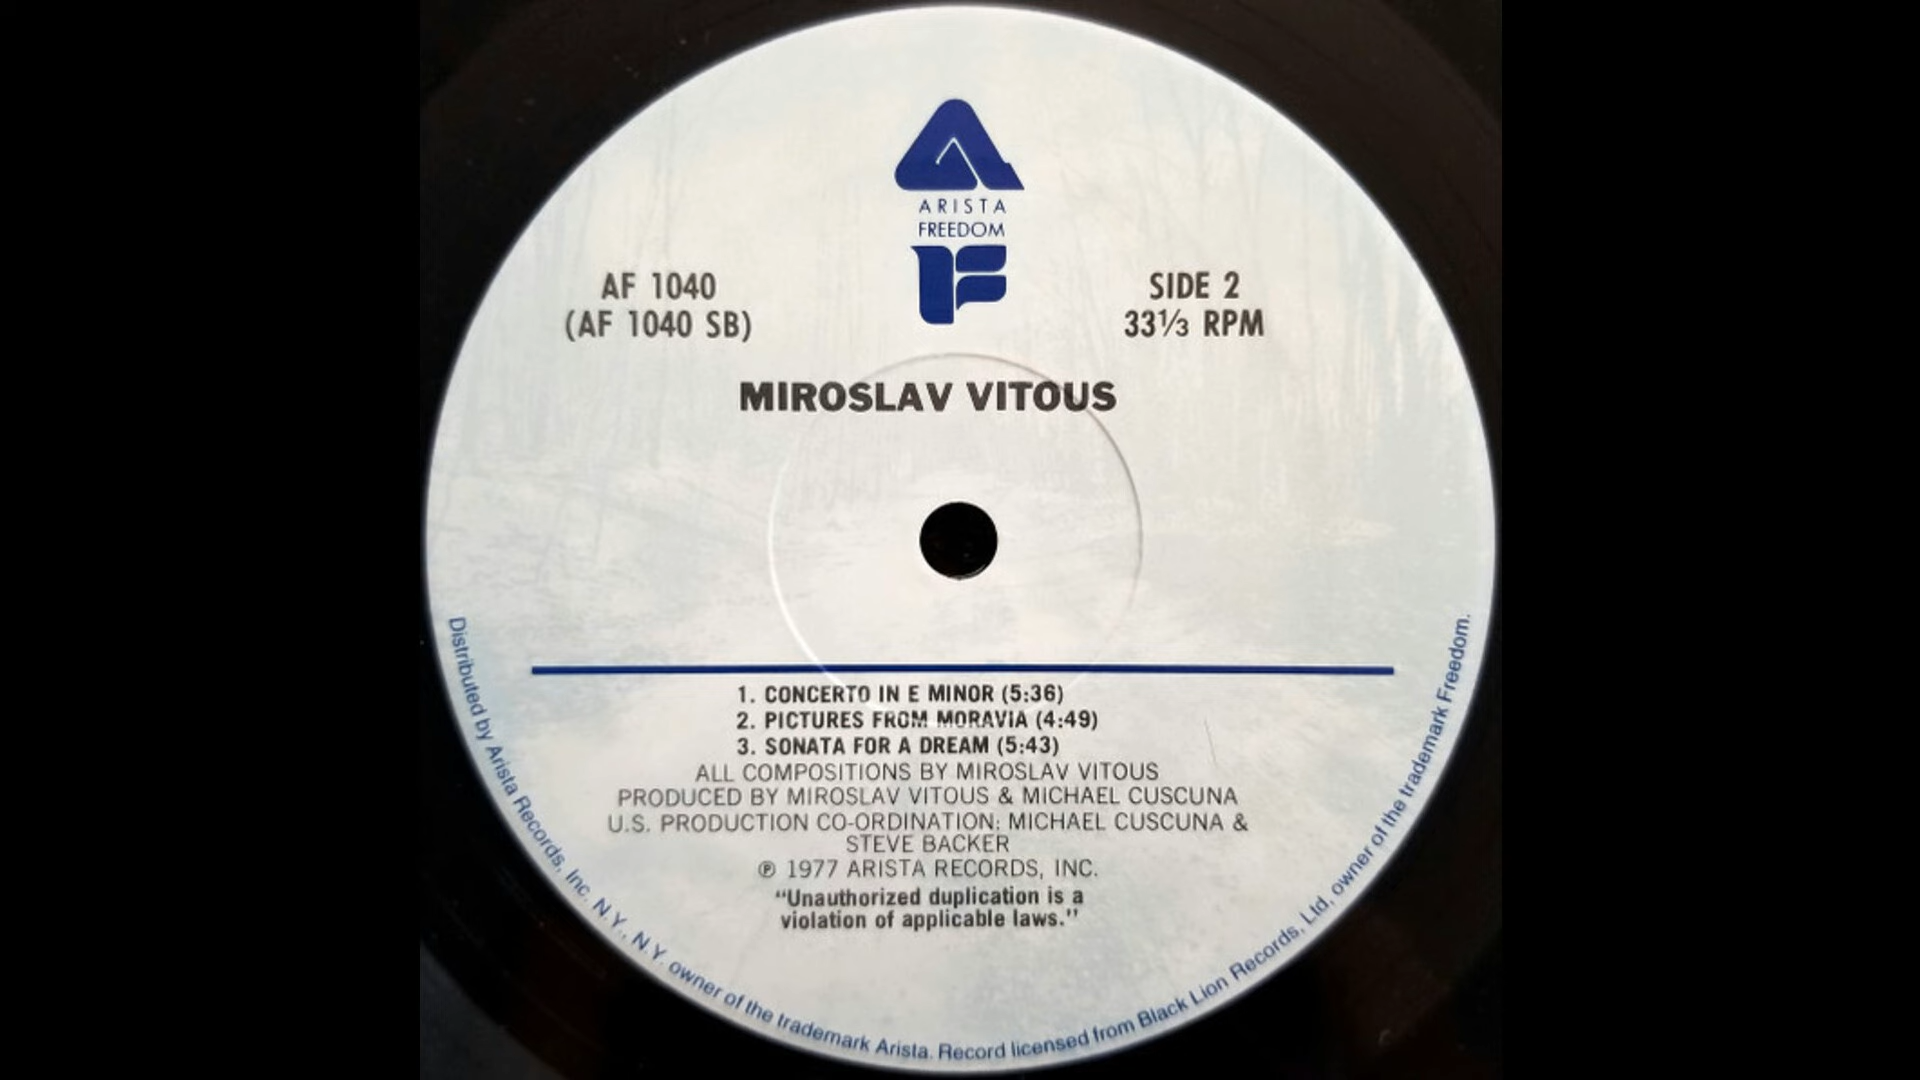 ARISTA
FREEDOM
AF 1040
(AF 1040 SB)
SIDE 2
33⅓ RPM
MIROSLAV VITOUS
1. CONCERTO IN E MINOR (5:36)
2. PICTURES FROM MORAVIA (4:49)
3. SONATA FOR A DREAM (5:43)
ALL COMPOSITIONS BY MIROSLAV VITOUS
PRODUCED BY MIROSLAV VITOUS & MICHAEL CUSCUNA
U.S. PRODUCTION CO-ORDINATION: MICHAEL CUSCUNA &
STEVE BACKER
℗ 1977 ARISTA RECORDS, INC.
“Unauthorized duplication is a
violation of applicable laws.”
Distributed by Arista Records, Inc. N.Y., N.Y. owner of the trademark Arista. Record licensed from Black Lion Records, Ltd, owner of the trademark Freedom.